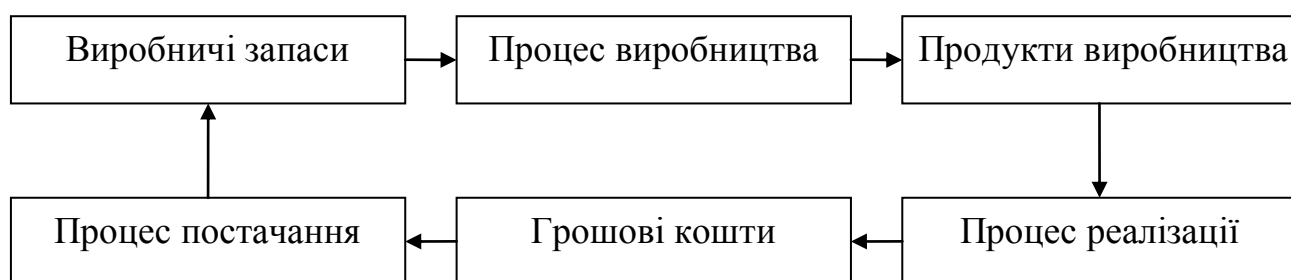 Виробничі запаси
Процес виробництва
Продукти виробництва
Процес постачання
Грошові кошти
Процес реалізації